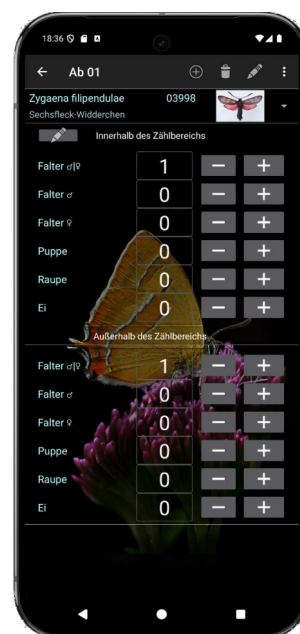 18:36
Ab 01
Zygaena filipendulae 03998
Sechsfleck-Widderchen
Innerhalb des Zählbereichs
Falter ♂|♀ 1 − +
Falter ♂ 0 − +
Falter ♀ 0 − +
Puppe 0 − +
Raupe 0 − +
Ei 0 − +
Außerhalb des Zählbereichs
Falter ♂|♀ 1 − +
Falter ♂ 0 − +
Falter ♀ 0 − +
Puppe 0 − +
Raupe 0 − +
Ei 0 − +